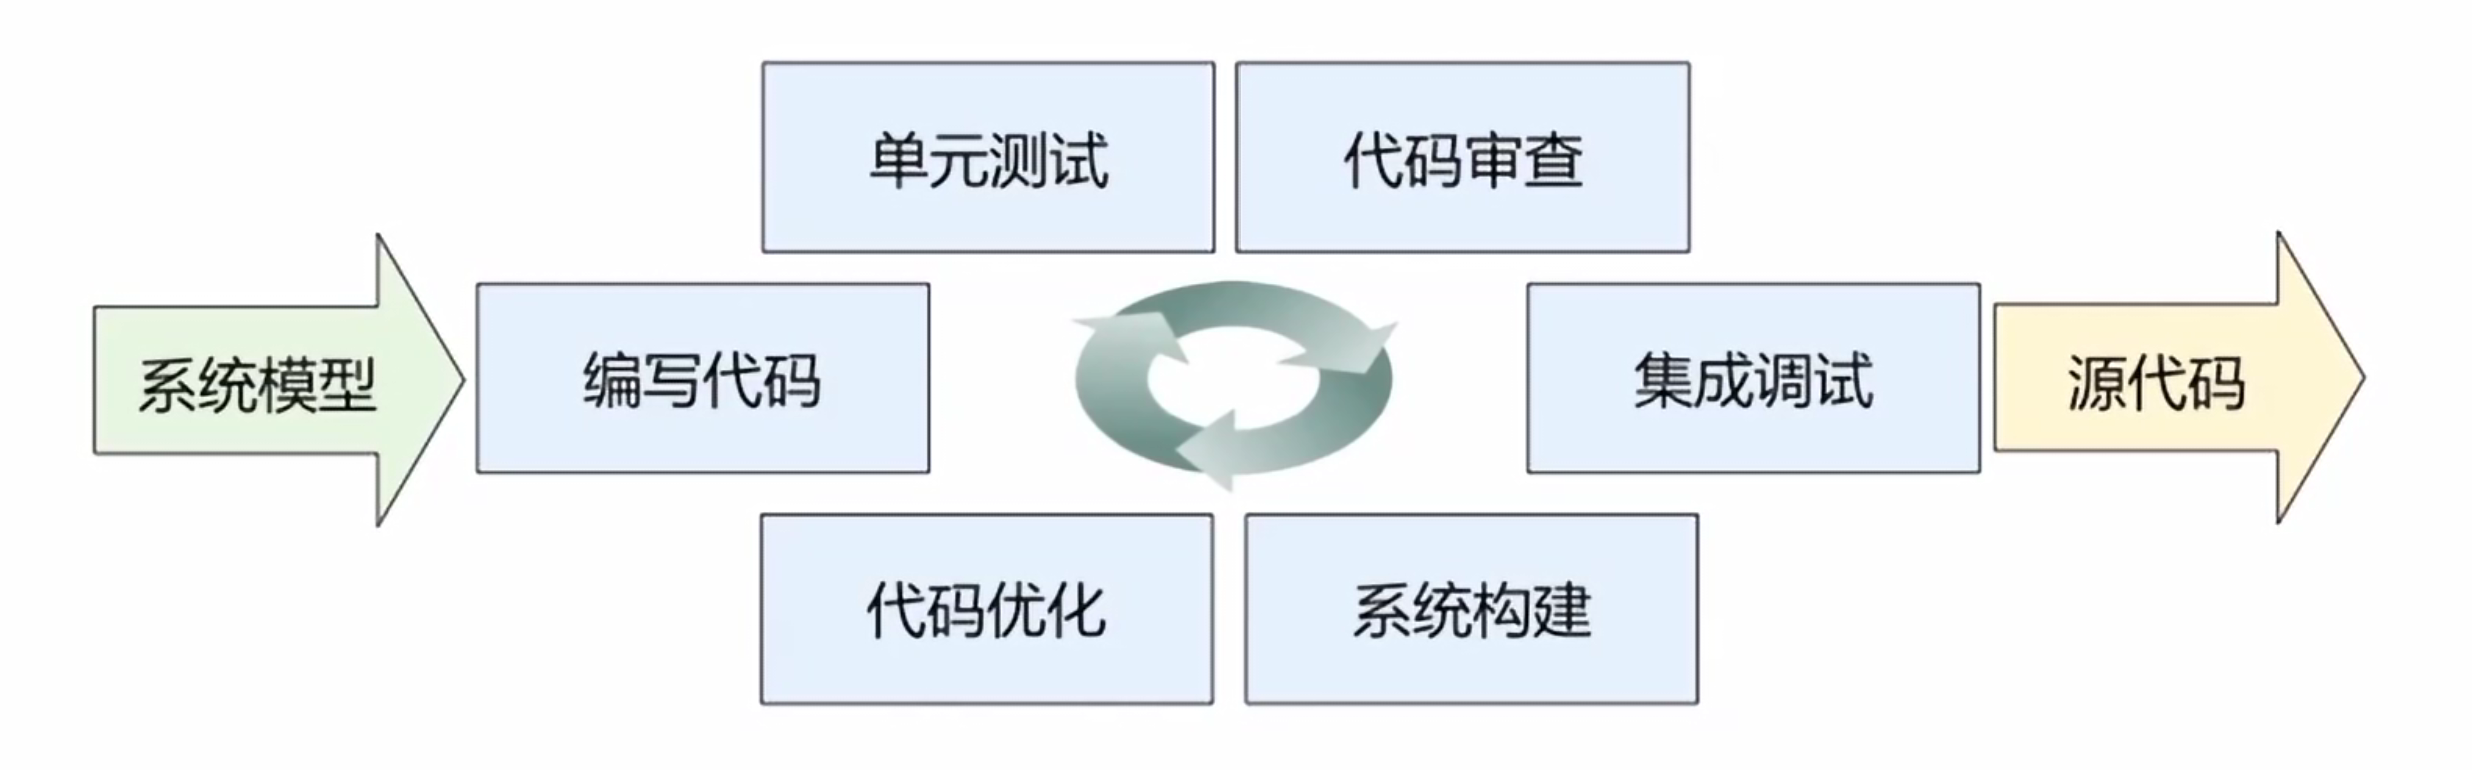 单元测试
代码审查
系统模型
编写代码
集成调试
源代码
代码优化
系统构建